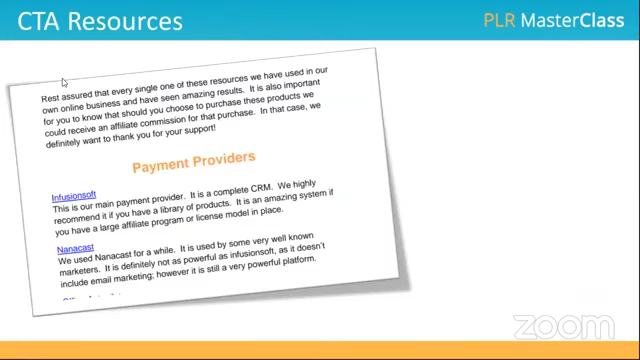 CTA Resources
PLR MasterClass
Rest assured that every single one of these resources we have used in our
own online business and have seen amazing results. It is also important
for you to know that should you choose to purchase these products we
could receive an affiliate commission for that purchase. In that case, we
definitely want to thank you for your support!
Payment Providers
Infusionsoft
This is our main payment provider. It is a complete CRM. We highly
recommend it if you have a library of products. It is an amazing system if
you have a large affiliate program or license model in place.
Nanacast
We used Nanacast for a while. It is used by some very well known
marketers. It is definitely not as powerful as infusionsoft, as it doesn't
include email marketing; however it is still a very powerful platform.
zoom